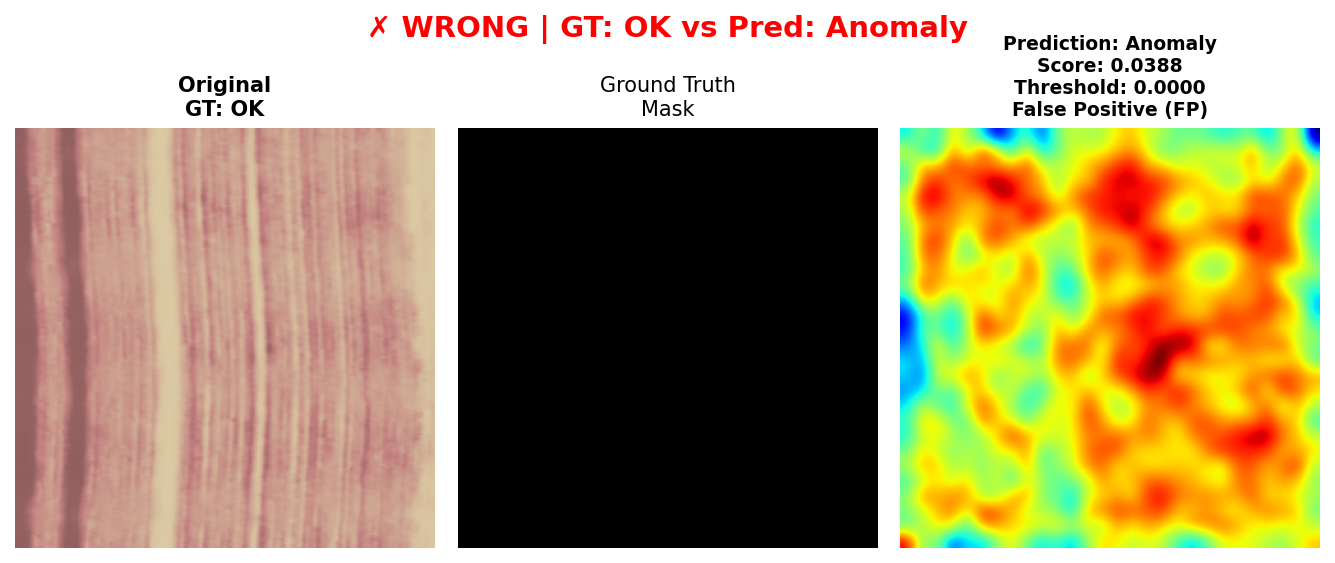 ✗ WRONG | GT: OK vs Pred: Anomaly
Original
GT: OK
Ground Truth
Mask
Prediction: Anomaly
Score: 0.0388
Threshold: 0.0000
False Positive (FP)